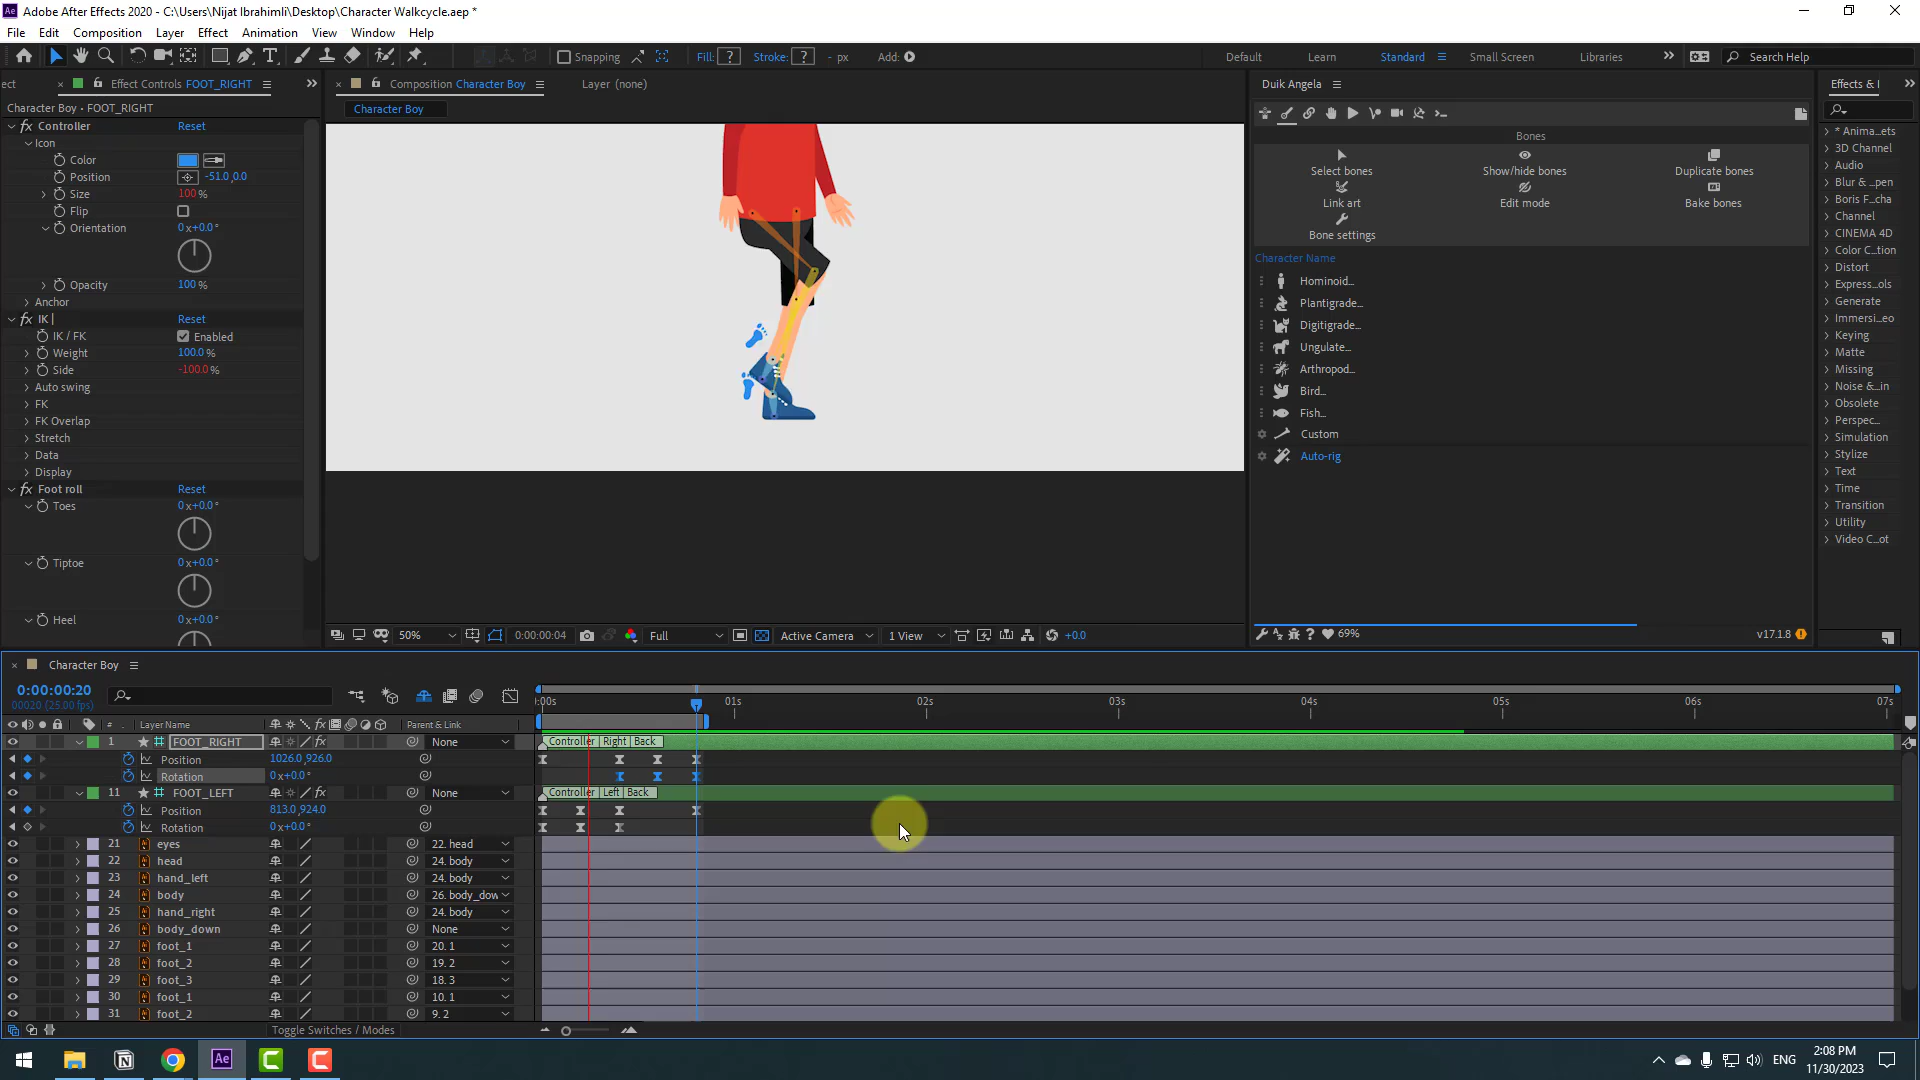 Adobe After Effects 2020 - C:\Users\Nijat Ibrahimli\Desktop\Character Walkcycle.aep *
File Edit Composition Layer Effect Animation View Window Help
Snapping Fill: ? Stroke: ? - px Add: Default Learn Standard Small Screen Libraries Search Help
ect Effect Controls FOOT_RIGHT Composition Character Boy Layer (none) Duik Angela Effects & I
Character Boy • FOOT_RIGHT
Character Boy
Controller Reset
Icon
Color
Position -51.0,0.0
Size 100 %
Flip
Orientation 0x+0.0°
Opacity 100 %
Anchor
IK | Reset
IK / FK Enabled
Weight 100.0 %
Side -100.0 %
Auto swing
FK
FK Overlap
Stretch
Data
Display
Foot roll Reset
Toes 0x+0.0°
Tiptoe 0x+0.0°
Heel 0x+0.0°
50% 0:00:00:04 Full Active Camera 1 View +0.0
Bones
Select bones Show/hide bones Duplicate bones
Link art Edit mode Bake bones
Bone settings
Character Name
Hominoid...
Plantigrade...
Digitigrade...
Ungulate...
Arthropod...
Bird...
Fish...
Custom
Auto-rig
69% v17.1.8
* Anima...ets
3D Channel
Audio
Blur & ...pen
Boris F...cha
Channel
CINEMA 4D
Color C...tion
Distort
Express...ols
Generate
Immersi...eo
Keying
Matte
Missing
Noise &...in
Obsolete
Perspec...
Simulation
Stylize
Text
Time
Transition
Utility
Video C...ot
Character Boy
0:00:00:20
00020 (25.00 fps)
:00s 01s 02s 03s 04s 05s 06s 07s
# Layer Name fx Parent & Link
1 FOOT_RIGHT None Controller | Right | Back
Position 1026.0,926.0
Rotation 0x+0.0°
11 FOOT_LEFT None Controller | Left | Back
Position 813.0,924.0
Rotation 0x+0.0°
21 eyes 22. head
22 head 24. body
23 hand_left 24. body
24 body 26. body_dow
25 hand_right 24. body
26 body_down None
27 foot_1 20. 1
28 foot_2 19. 2
29 foot_3 18. 3
30 foot_1 10. 1
31 foot_2 9. 2
Toggle Switches / Modes
ENG 2:08 PM
11/30/2023